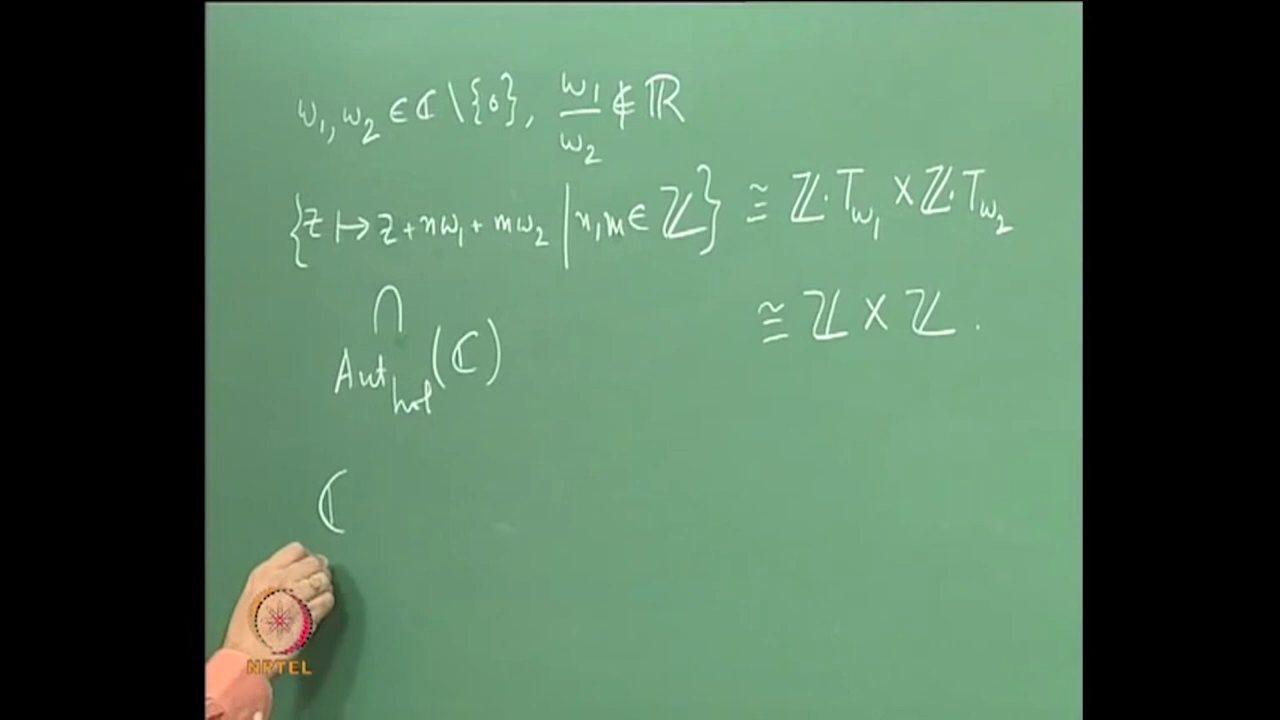 ω₁, ω₂ ∈ ℂ \ {0}, ω₁/ω₂ ∉ ℝ
{z ↦ z + nω₁ + mω₂ | n, m ∈ ℤ} ≅ ℤ·T_ω₁ × ℤ·T_ω₂
∩
≅ ℤ × ℤ.
Aut_hol(ℂ)
ℂ
NPTEL